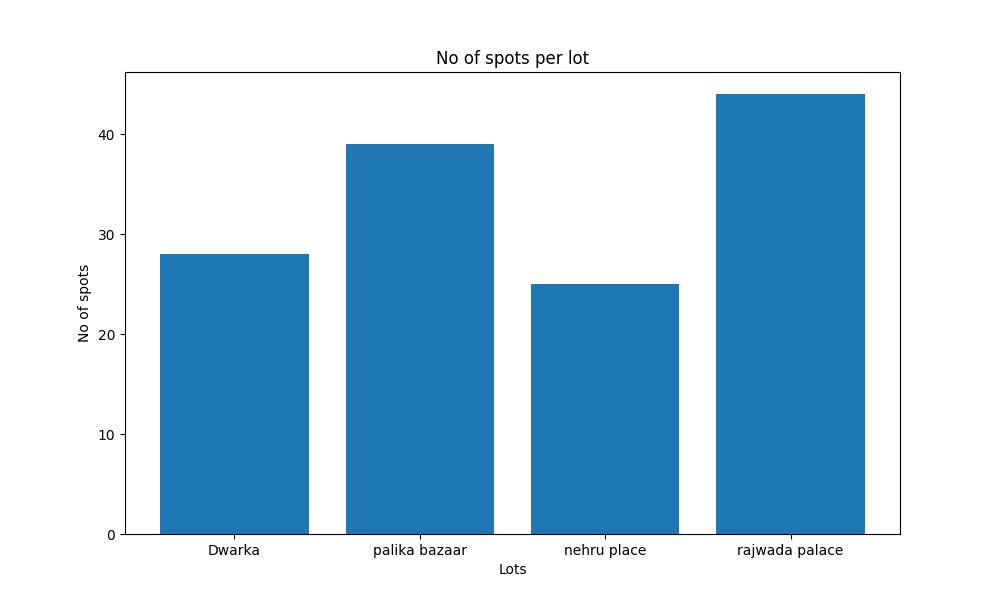 No of spots per lot
No of spots
40
30
20
10
0
Dwarka palika bazaar nehru place rajwada palace
Lots